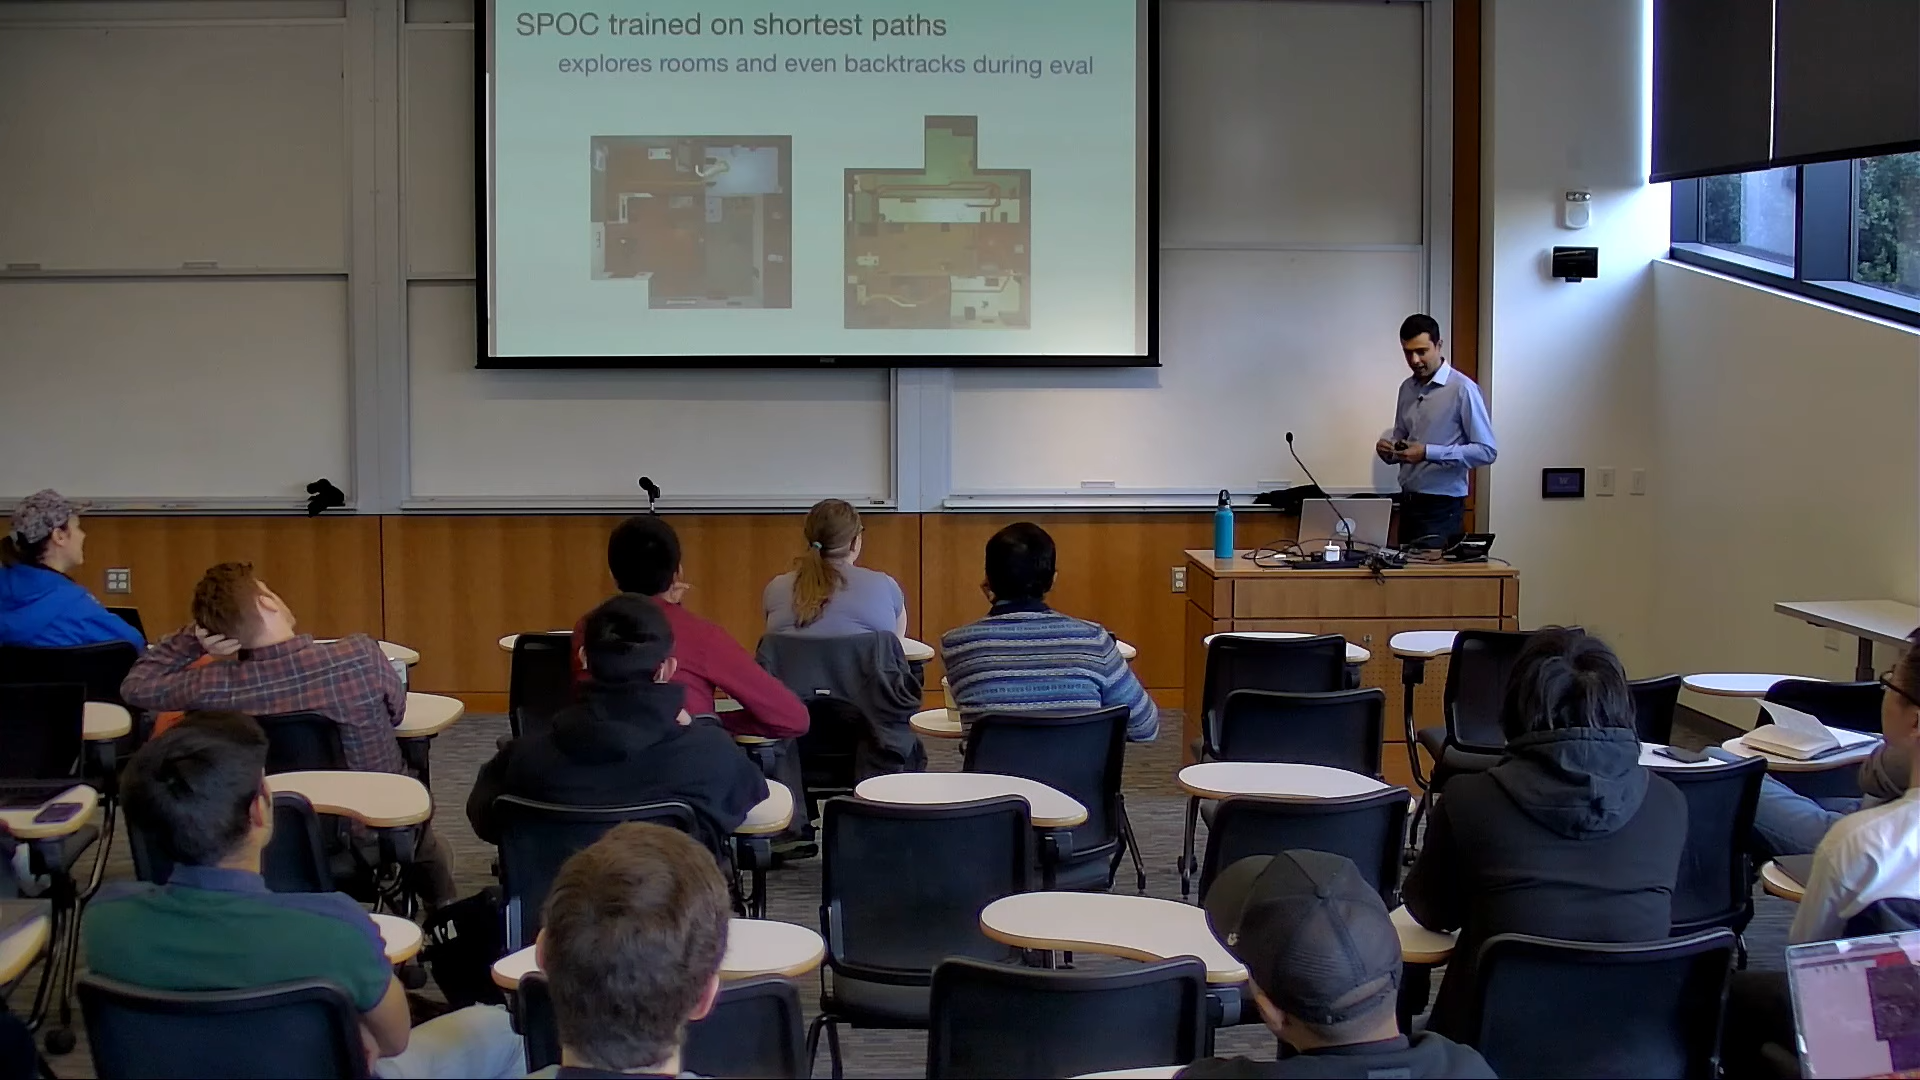 SPOC trained on shortest paths
explores rooms and even backtracks during eval